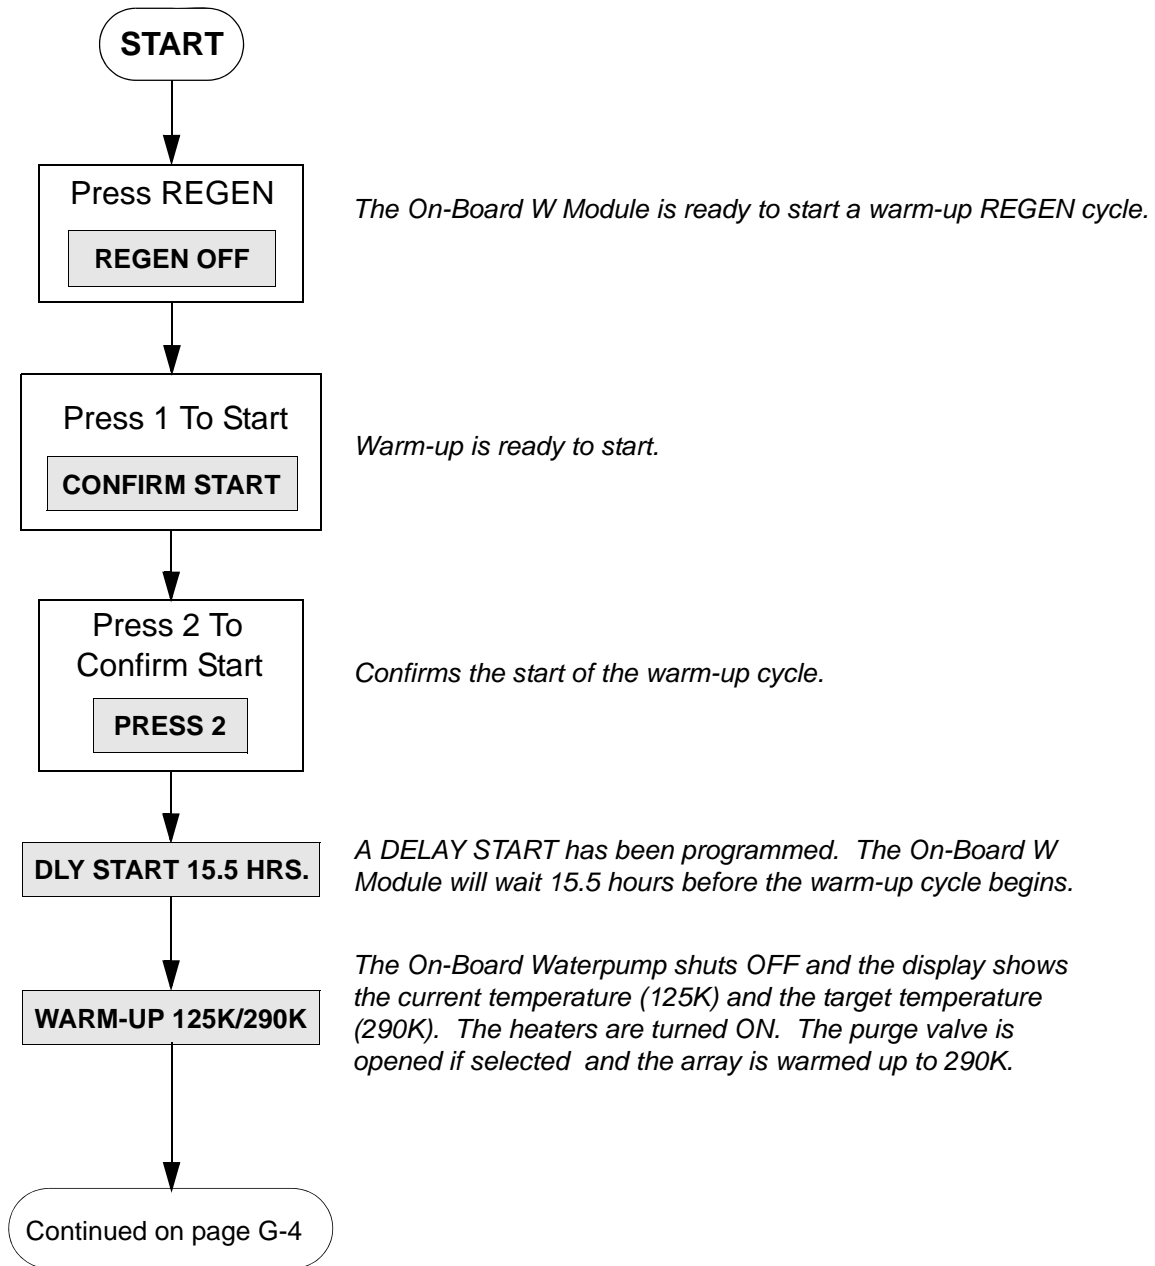 START
Press REGEN
REGEN OFF
The On-Board W Module is ready to start a warm-up REGEN cycle.
Press 1 To Start
CONFIRM START
Warm-up is ready to start.
Press 2 To
Confirm Start
PRESS 2
Confirms the start of the warm-up cycle.
DLY START 15.5 HRS.
A DELAY START has been programmed. The On-Board W
Module will wait 15.5 hours before the warm-up cycle begins.
WARM-UP 125K/290K
The On-Board Waterpump shuts OFF and the display shows
the current temperature (125K) and the target temperature
(290K). The heaters are turned ON. The purge valve is
opened if selected and the array is warmed up to 290K.
Continued on page G-4